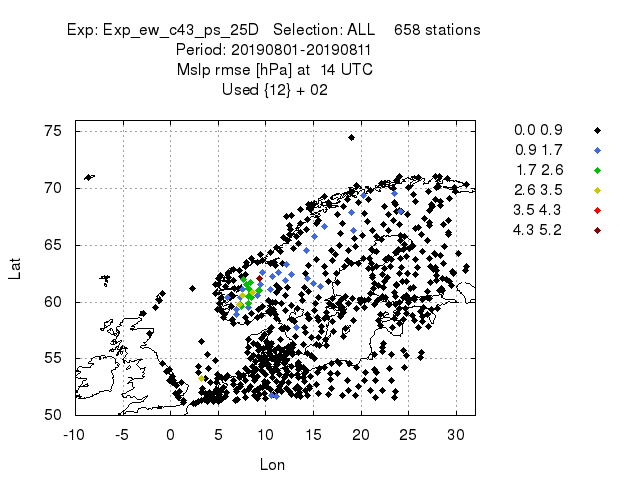 Exp: Exp_ew_c43_ps_25D Selection: ALL 658 stations
Period: 20190801-20190811
Mslp rmse [hPa] at 14 UTC
Used {12} + 02
75
70
65
60
55
50
Lat
-10 -5 0 5 10 15 20 25 30
Lon
0.0 0.9
0.9 1.7
1.7 2.6
2.6 3.5
3.5 4.3
4.3 5.2